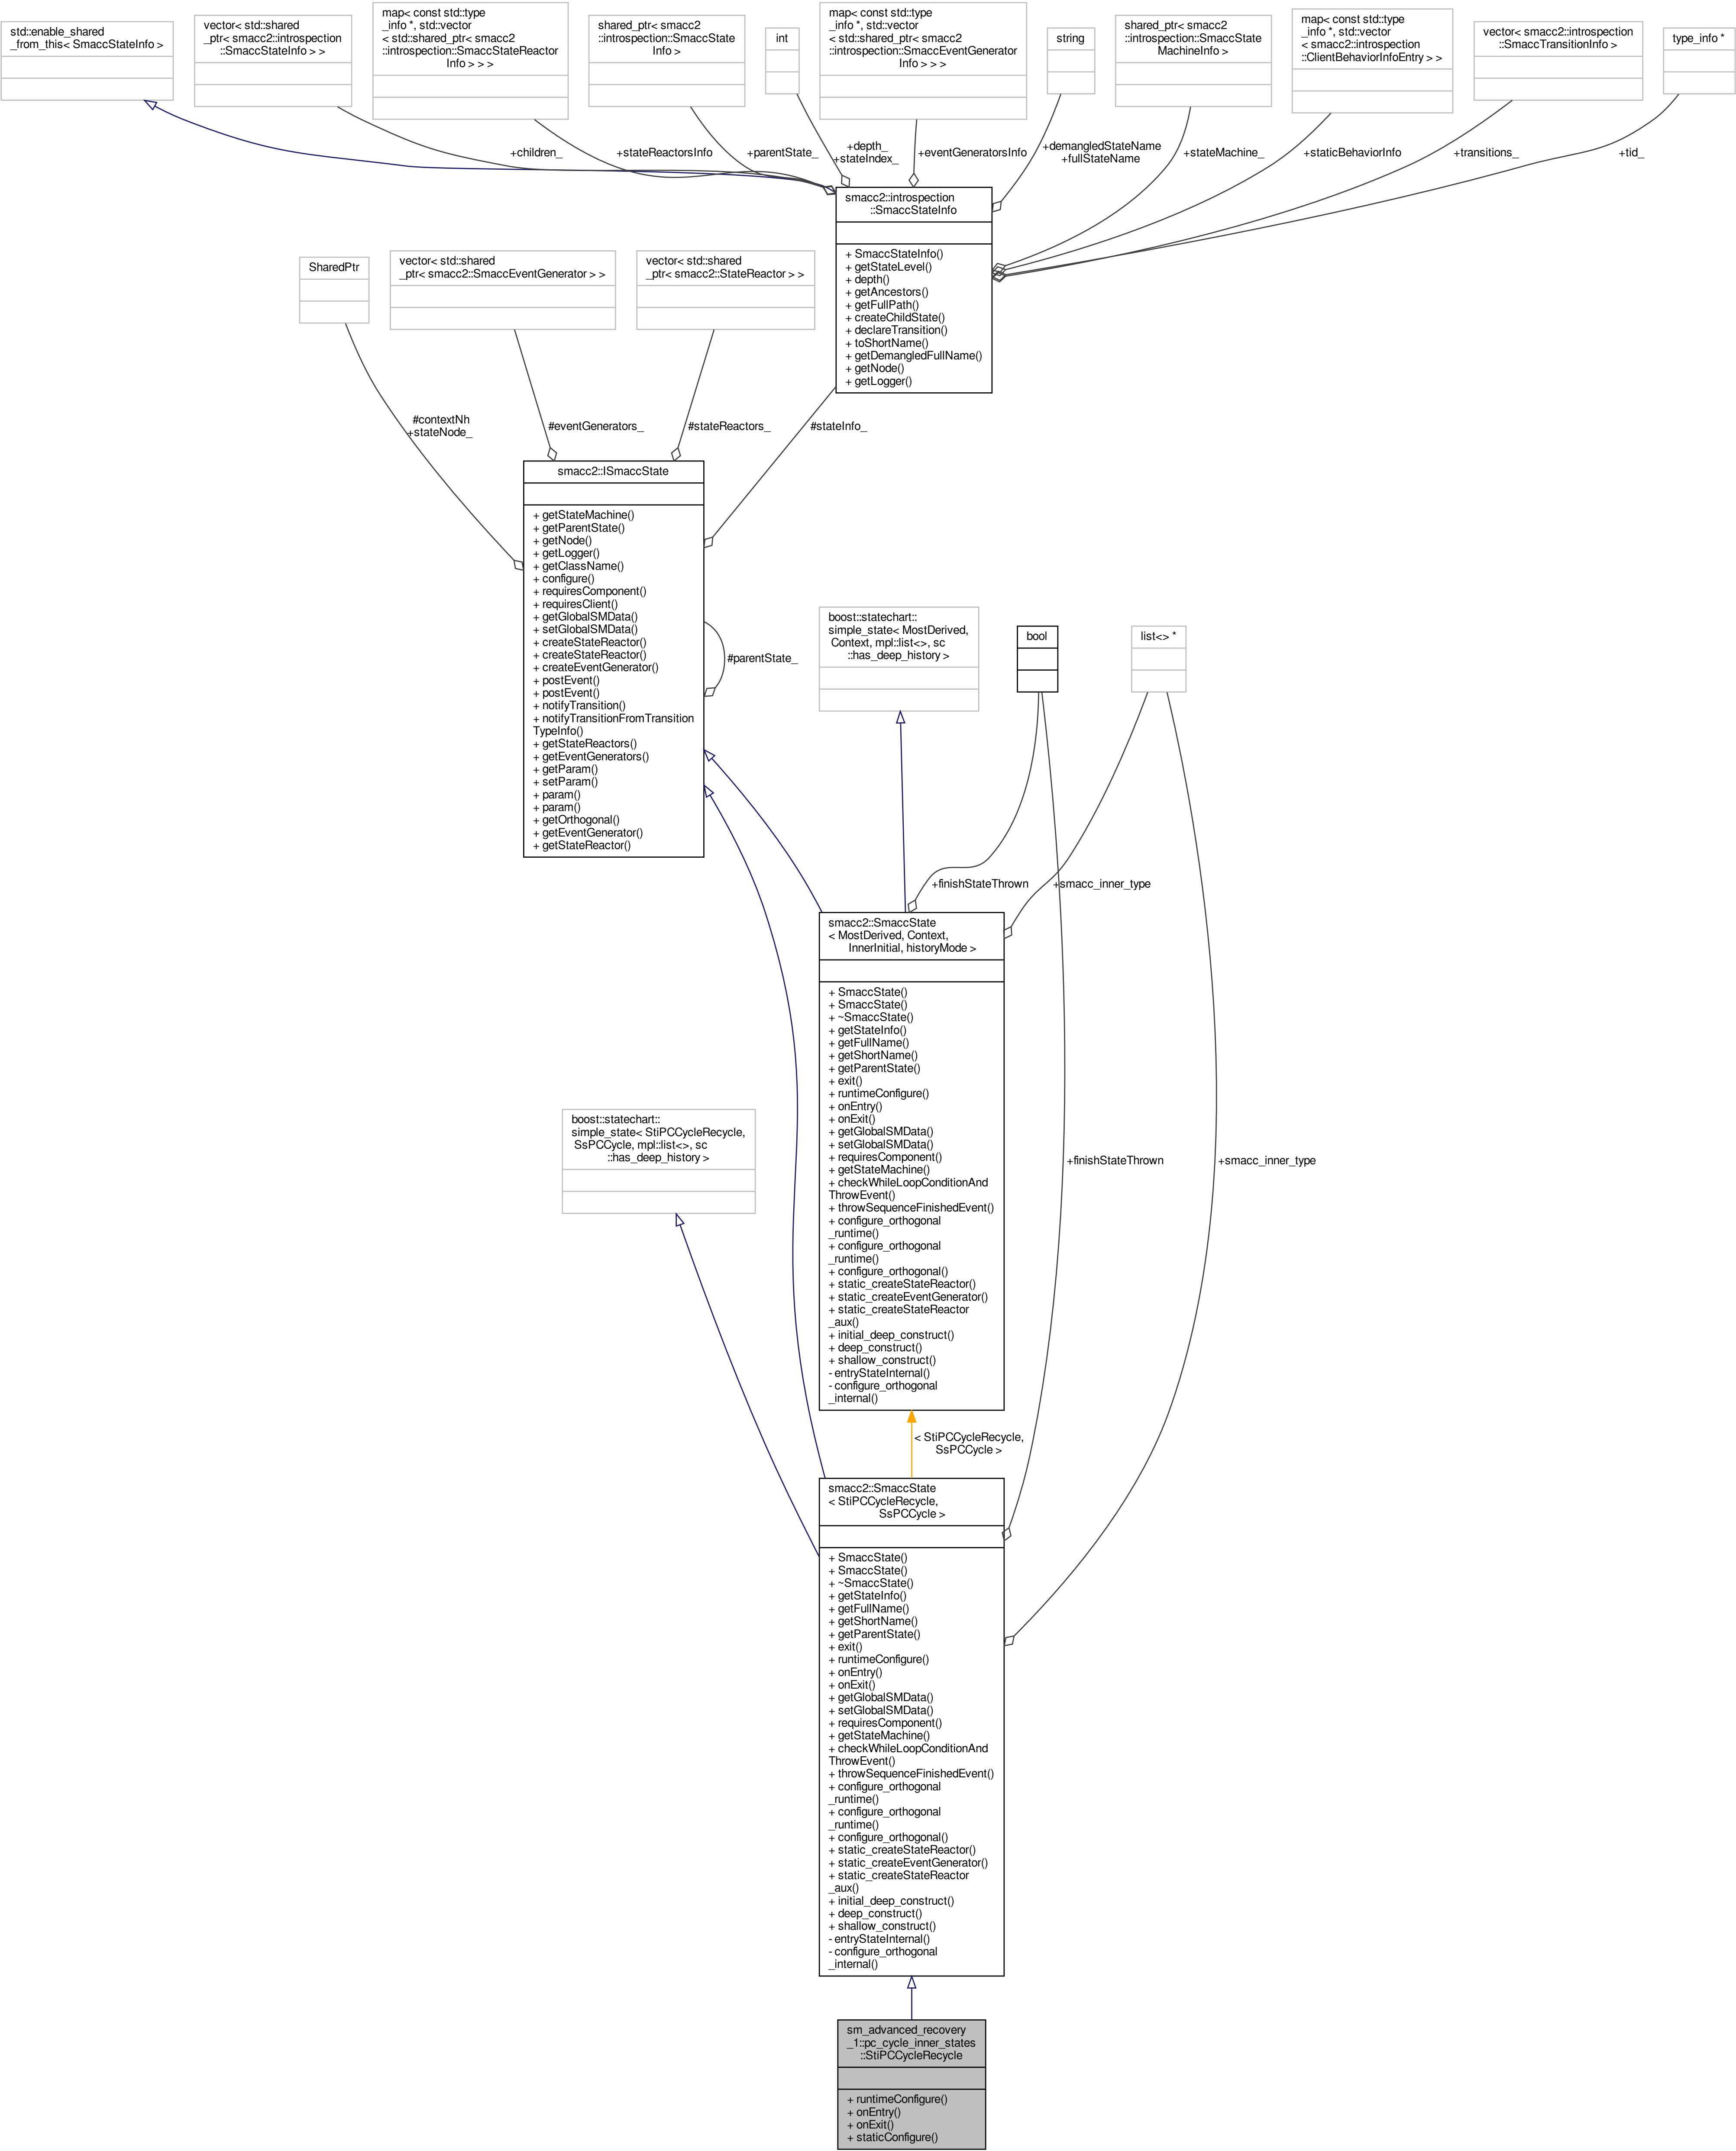 std::enable_shared
_from_this< SmaccStateInfo >
vector< std::shared
_ptr< smacc2::introspection
::SmaccStateInfo > >
map< const std::type
_info *, std::vector
< std::shared_ptr< smacc2
::introspection::SmaccStateReactor
Info > > >
shared_ptr< smacc2
::introspection::SmaccState
Info >
int
map< const std::type
_info *, std::vector
< std::shared_ptr< smacc2
::introspection::SmaccEventGenerator
Info > > >
string
shared_ptr< smacc2
::introspection::SmaccState
MachineInfo >
map< const std::type
_info *, std::vector
< smacc2::introspection
::ClientBehaviorInfoEntry > >
vector< smacc2::introspection
::SmaccTransitionInfo >
type_info *
+children_
+stateReactorsInfo
+parentState_
+depth_
+stateIndex_
+eventGeneratorsInfo
+demangledStateName
+fullStateName
+stateMachine_
+staticBehaviorInfo
+transitions_
+tid_
smacc2::introspection
::SmaccStateInfo
+ SmaccStateInfo()
+ getStateLevel()
+ depth()
+ getAncestors()
+ getFullPath()
+ createChildState()
+ declareTransition()
+ toShortName()
+ getDemangledFullName()
+ getNode()
+ getLogger()
SharedPtr
vector< std::shared
_ptr< smacc2::SmaccEventGenerator > >
vector< std::shared
_ptr< smacc2::StateReactor > >
#contextNh
+stateNode_
#eventGenerators_
#stateReactors_
#stateInfo_
smacc2::ISmaccState
+ getStateMachine()
+ getParentState()
+ getNode()
+ getLogger()
+ getClassName()
+ configure()
+ requiresComponent()
+ requiresClient()
+ getGlobalSMData()
+ setGlobalSMData()
+ createStateReactor()
+ createStateReactor()
+ createEventGenerator()
+ postEvent()
+ postEvent()
+ notifyTransition()
+ notifyTransitionFromTransition
TypeInfo()
+ getStateReactors()
+ getEventGenerators()
+ getParam()
+ setParam()
+ param()
+ param()
+ getOrthogonal()
+ getEventGenerator()
+ getStateReactor()
#parentState_
boost::statechart::
simple_state< MostDerived,
Context, mpl::list<>, sc
::has_deep_history >
bool
list<> *
+finishStateThrown
+smacc_inner_type
smacc2::SmaccState
< MostDerived, Context,
InnerInitial, historyMode >
+ SmaccState()
+ SmaccState()
+ ~SmaccState()
+ getStateInfo()
+ getFullName()
+ getShortName()
+ getParentState()
+ exit()
+ runtimeConfigure()
+ onEntry()
+ onExit()
+ getGlobalSMData()
+ setGlobalSMData()
+ requiresComponent()
+ getStateMachine()
+ checkWhileLoopConditionAnd
ThrowEvent()
+ throwSequenceFinishedEvent()
+ configure_orthogonal
_runtime()
+ configure_orthogonal
_runtime()
+ configure_orthogonal()
+ static_createStateReactor()
+ static_createEventGenerator()
+ static_createStateReactor
_aux()
+ initial_deep_construct()
+ deep_construct()
+ shallow_construct()
- entryStateInternal()
- configure_orthogonal
_internal()
boost::statechart::
simple_state< StiPCCycleRecycle,
SsPCCycle, mpl::list<>, sc
::has_deep_history >
+finishStateThrown
+smacc_inner_type
< StiPCCycleRecycle,
SsPCCycle >
smacc2::SmaccState
< StiPCCycleRecycle,
SsPCCycle >
+ SmaccState()
+ SmaccState()
+ ~SmaccState()
+ getStateInfo()
+ getFullName()
+ getShortName()
+ getParentState()
+ exit()
+ runtimeConfigure()
+ onEntry()
+ onExit()
+ getGlobalSMData()
+ setGlobalSMData()
+ requiresComponent()
+ getStateMachine()
+ checkWhileLoopConditionAnd
ThrowEvent()
+ throwSequenceFinishedEvent()
+ configure_orthogonal
_runtime()
+ configure_orthogonal
_runtime()
+ configure_orthogonal()
+ static_createStateReactor()
+ static_createEventGenerator()
+ static_createStateReactor
_aux()
+ initial_deep_construct()
+ deep_construct()
+ shallow_construct()
- entryStateInternal()
- configure_orthogonal
_internal()
sm_advanced_recovery
_1::pc_cycle_inner_states
::StiPCCycleRecycle
+ runtimeConfigure()
+ onEntry()
+ onExit()
+ staticConfigure()